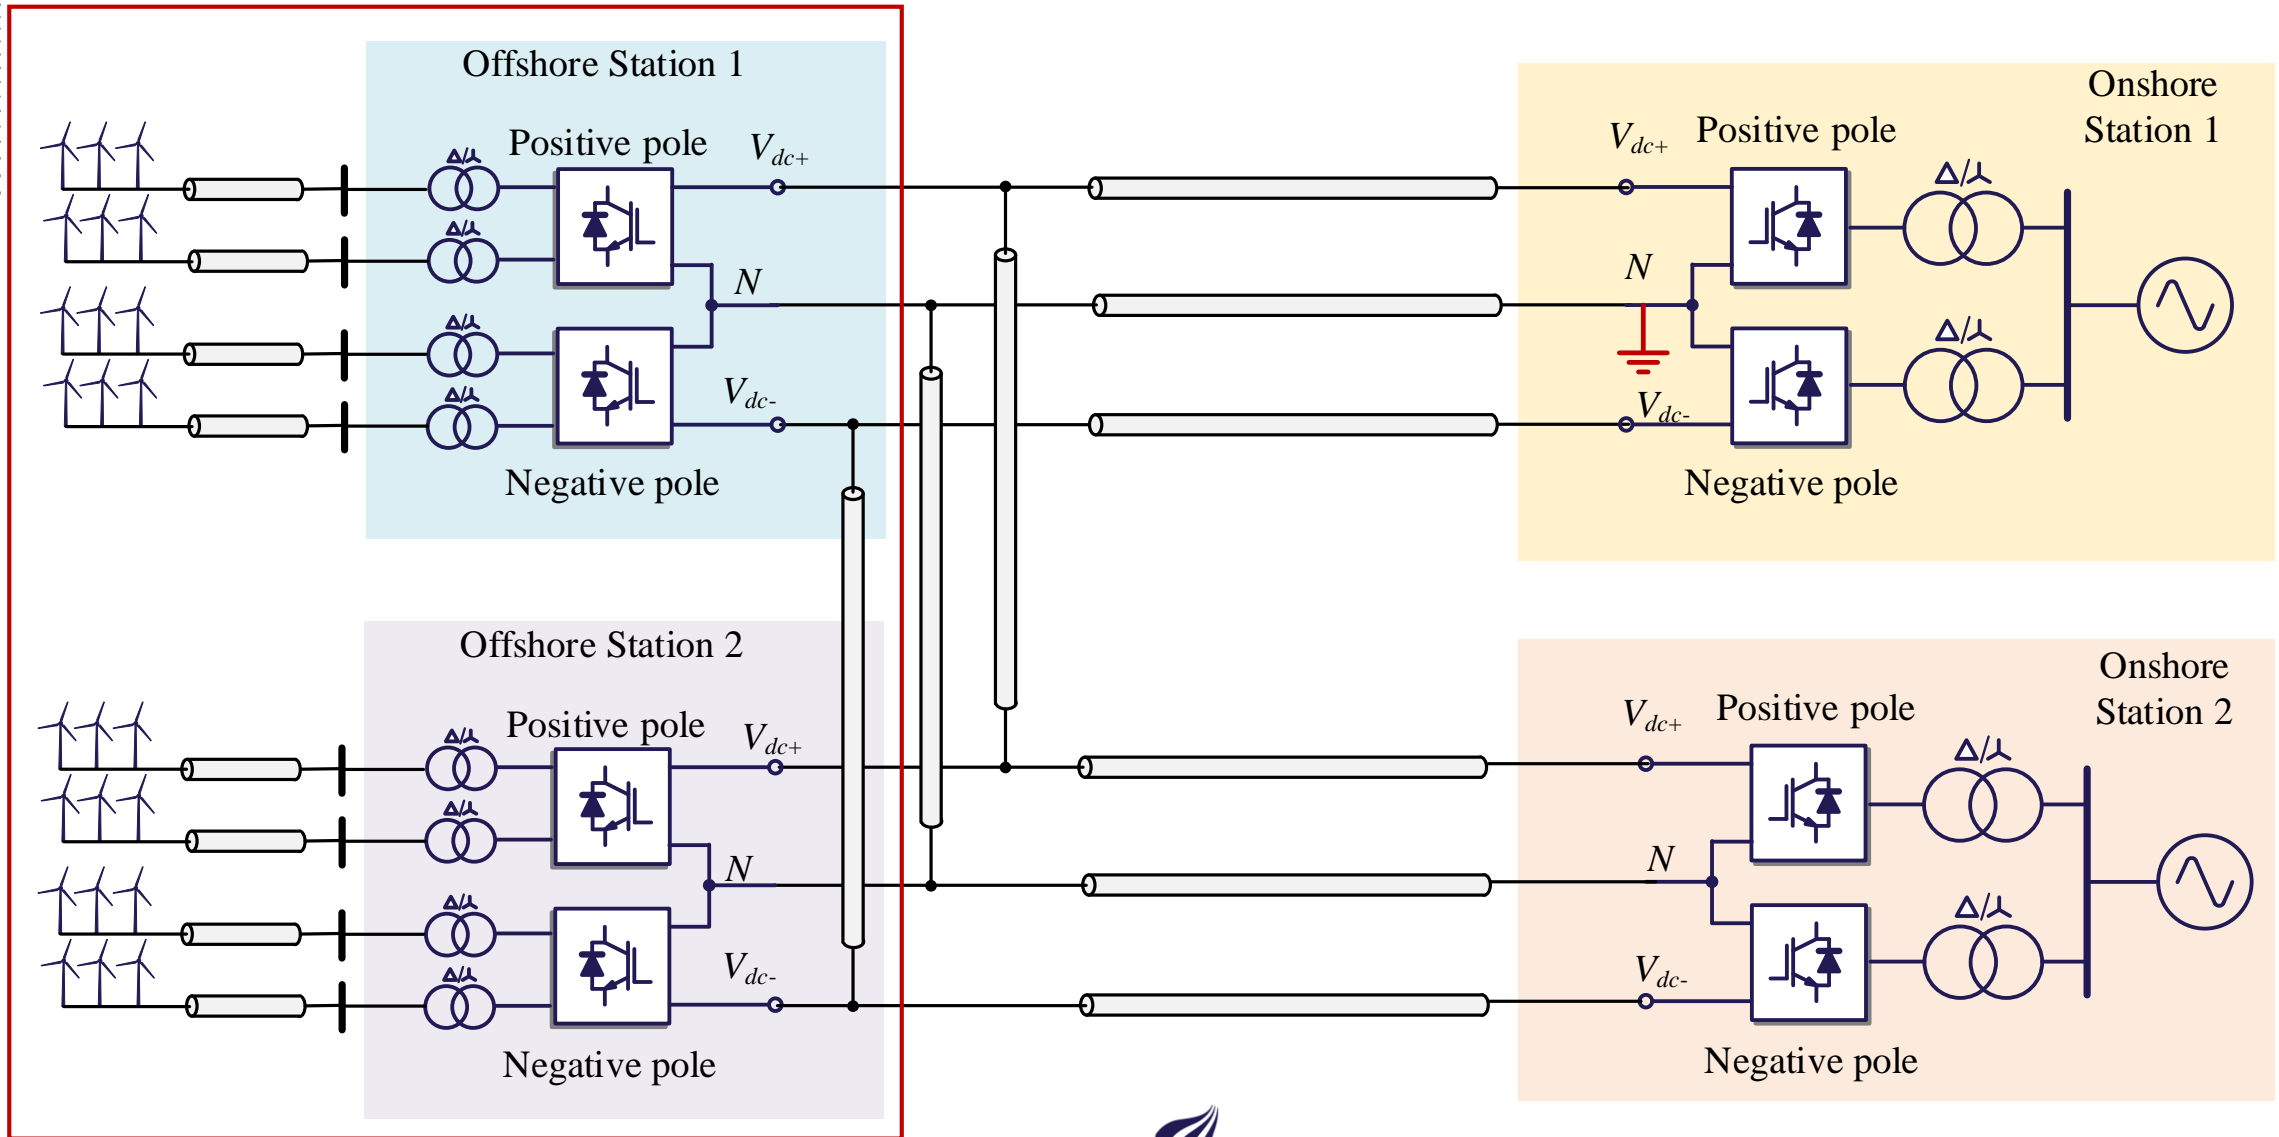 Offshore Station 1
Positive pole
Vdc+
Δ/⅄
Δ/⅄
N
Δ/⅄
Δ/⅄
Vdc-
Negative pole
Onshore
Station 1
Vdc+
Positive pole
Δ/⅄
N
Δ/⅄
Vdc-
Negative pole
Offshore Station 2
Positive pole
Vdc+
Δ/⅄
Δ/⅄
N
Δ/⅄
Δ/⅄
Vdc-
Negative pole
Onshore
Station 2
Vdc+
Positive pole
Δ/⅄
N
Δ/⅄
Vdc-
Negative pole